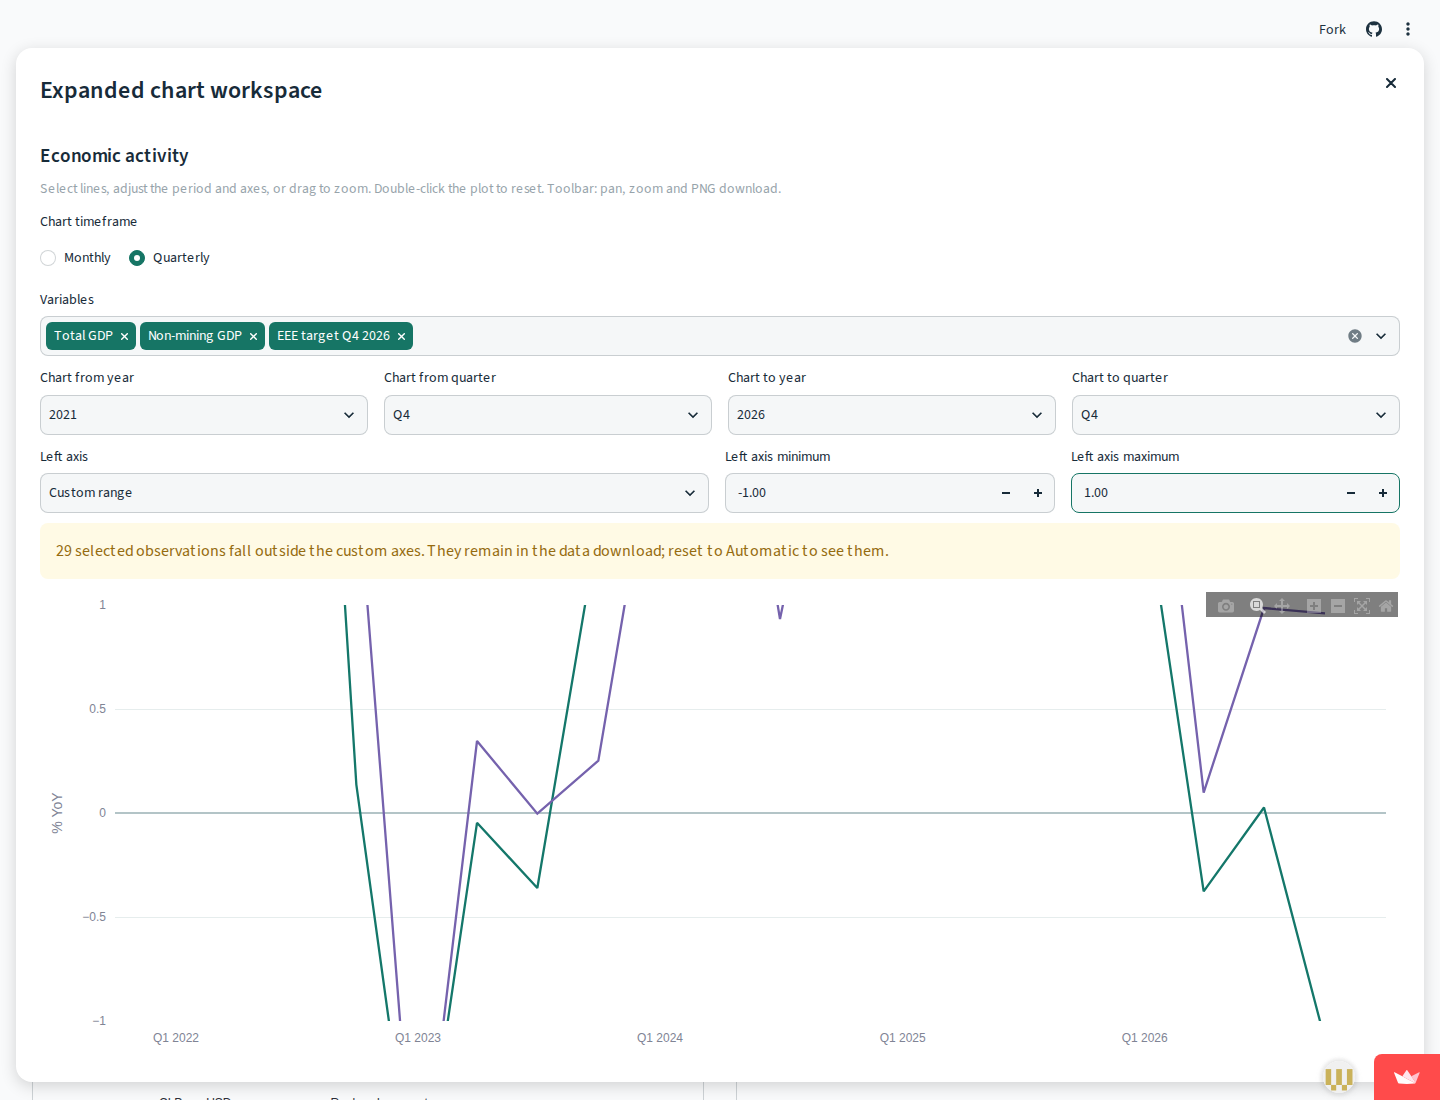 Fork
Expanded chart workspace
Economic activity
Select lines, adjust the period and axes, or drag to zoom. Double-click the plot to reset. Toolbar: pan, zoom and PNG download.
Chart timeframe
Monthly Quarterly
Variables
Total GDP Non-mining GDP EEE target Q4 2026
Chart from year Chart from quarter Chart to year Chart to quarter
2021 Q4 2026 Q4
Left axis Left axis minimum Left axis maximum
Custom range -1.00 1.00
29 selected observations fall outside the custom axes. They remain in the data download; reset to Automatic to see them.
1
0.5
0
−0.5
−1
% YoY
Q1 2022 Q1 2023 Q1 2024 Q1 2025 Q1 2026